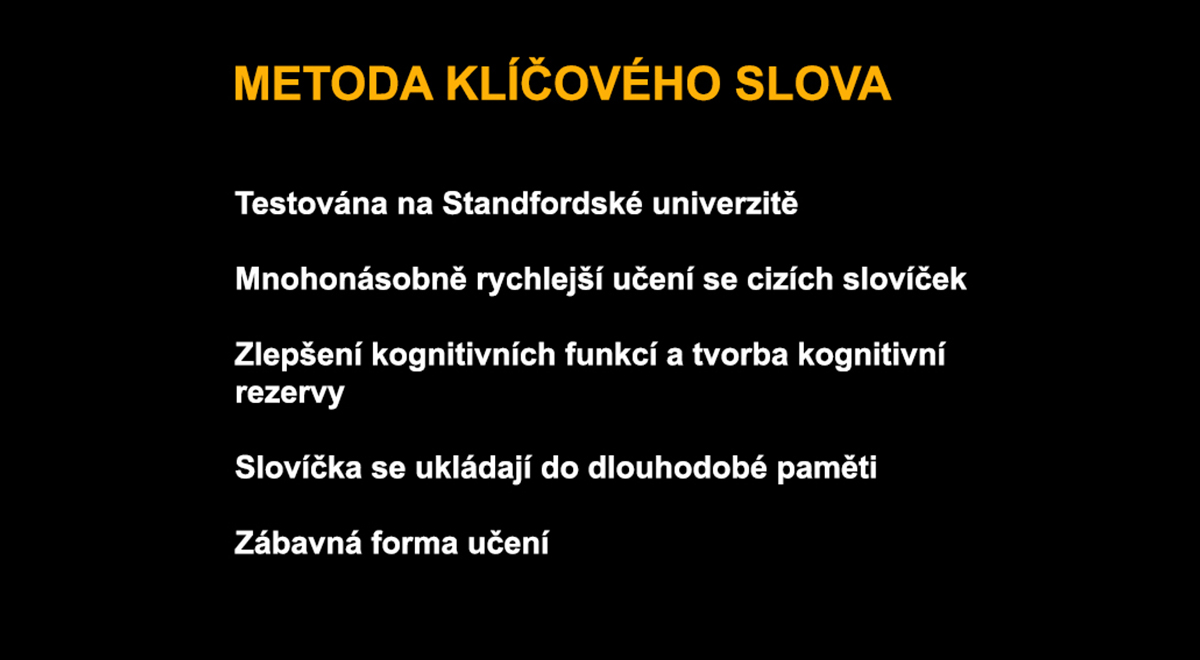 METODA KLÍČOVÉHO SLOVA
Testována na Standfordské univerzitě
Mnohonásobně rychlejší učení se cizích slovíček
Zlepšení kognitivních funkcí a tvorba kognitivní
rezervy
Slovíčka se ukládají do dlouhodobé paměti
Zábavná forma učení